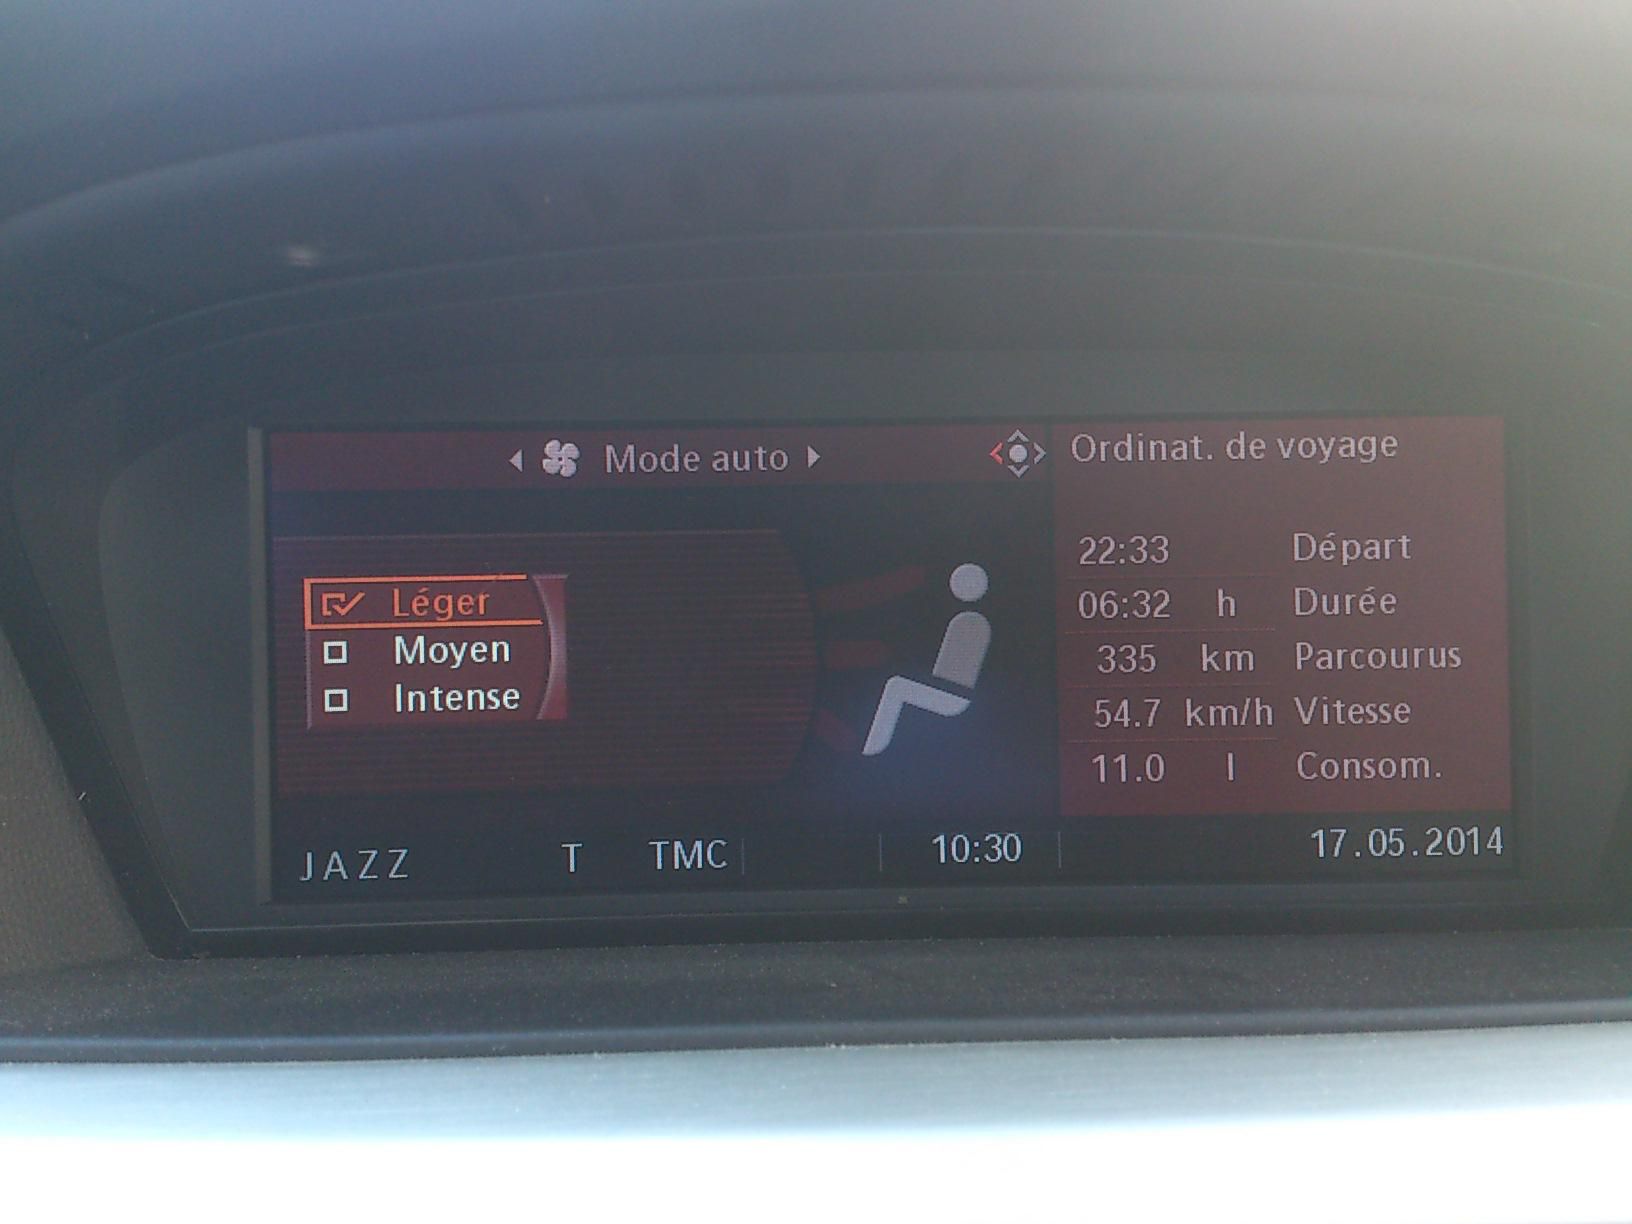 Mode auto
Léger
Moyen
Intense
Ordinat. de voyage
22:33 Départ
06:32 h Durée
335 km Parcourus
54.7 km/h Vitesse
11.0 l Consom.
JAZZ T TMC 10:30 17.05.2014